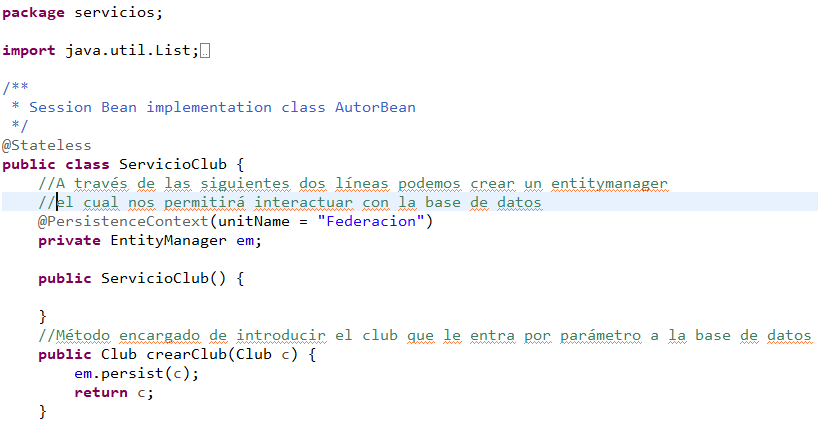 package servicios;
import java.util.List;
/**
* Session Bean implementation class AutorBean
*/
@Stateless
public class ServicioClub {
//A través de las siguientes dos líneas podemos crear un entitymanager
//el cual nos permitirá interactuar con la base de datos
@PersistenceContext(unitName = "Federacion")
private EntityManager em;
public ServicioClub() {
}
//Método encargado de introducir el club que le entra por parámetro a la base de datos
public Club crearClub(Club c) {
em.persist(c);
return c;
}